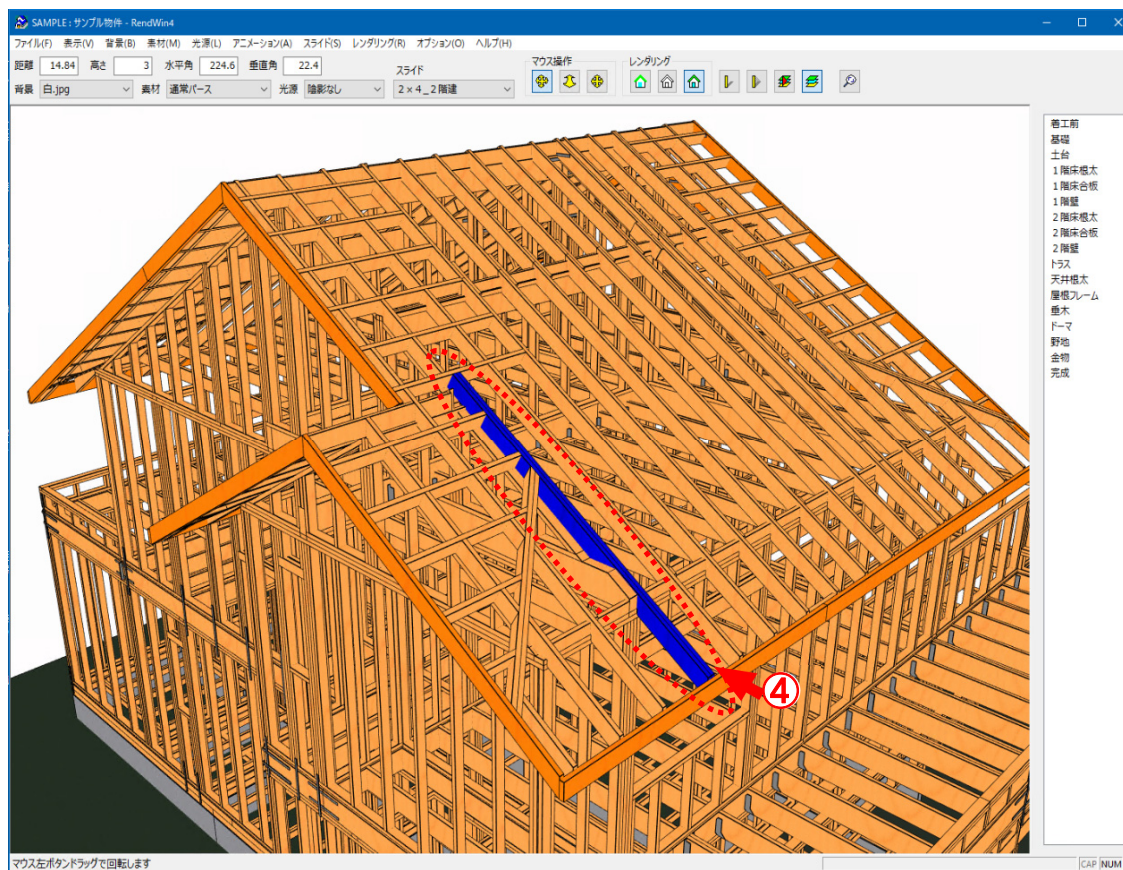 SAMPLE : サンプル物件 - RendWin4
ファイル(F) 表示(V) 背景(B) 素材(M) 光源(L) アニメーション(A) スライド(S) レンダリング(R) オプション(O) ヘルプ(H)
距離 14.84 高さ 3 水平角 224.6 垂直角 22.4 スライド マウス操作 レンダリング
背景 白.jpg 素材 通常パース 光源 陰影なし 2×4_2階建
着工前
基礎
土台
1階床根太
1階床合板
1階壁
2階床根太
2階床合板
2階壁
トラス
天井根太
屋根フレーム
垂木
ドーマ
野地
金物
完成
④
マウス左ボタンドラッグで回転します CAP NUM